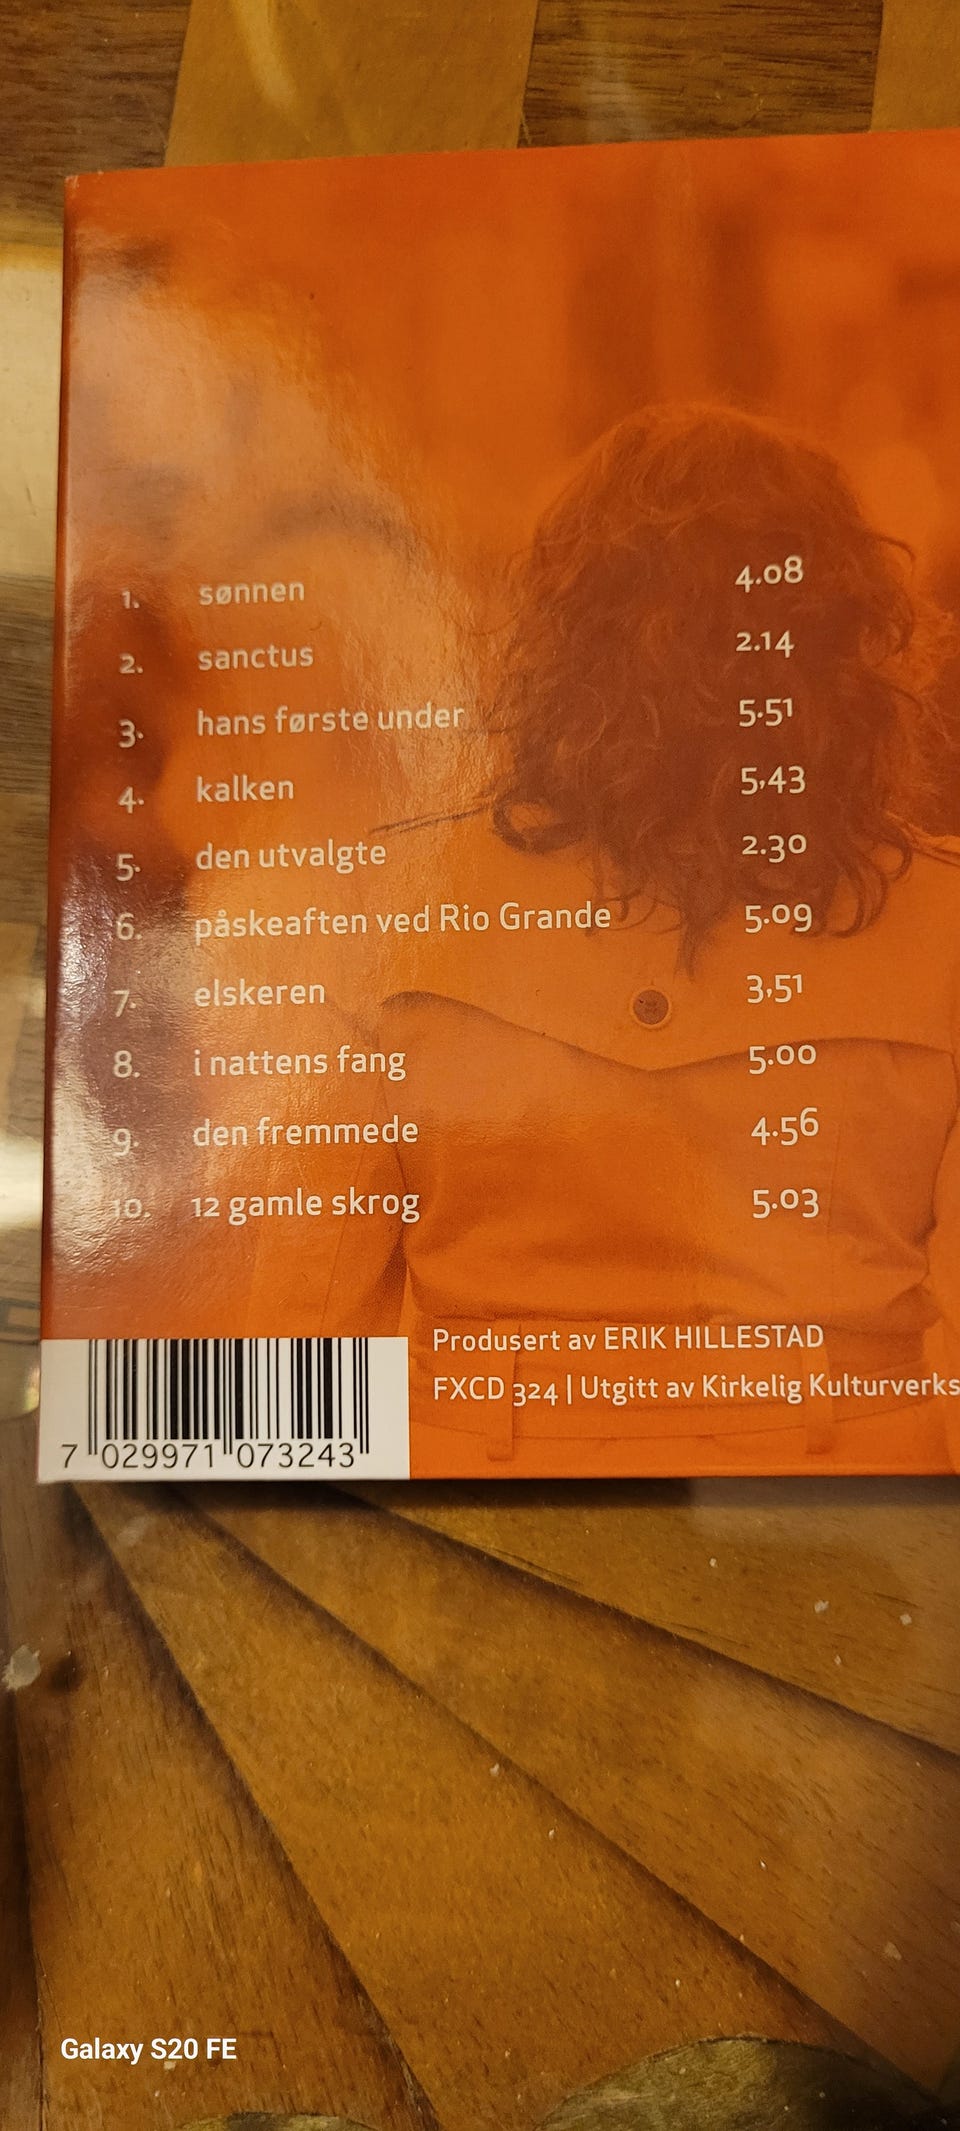 1. sønnen 4.08
2. sanctus 2.14
3. hans første under 5.51
4. kalken 5.43
5. den utvalgte 2.30
6. påskeaften ved Rio Grande 5.09
7. elskeren 3.51
8. i nattens fang 5.00
9. den fremmede 4.56
10. 12 gamle skrog 5.03
Produsert av ERIK HILLESTAD
FXCD 324 | Utgitt av Kirkelig Kulturverks
7 029971 073243
Galaxy S20 FE